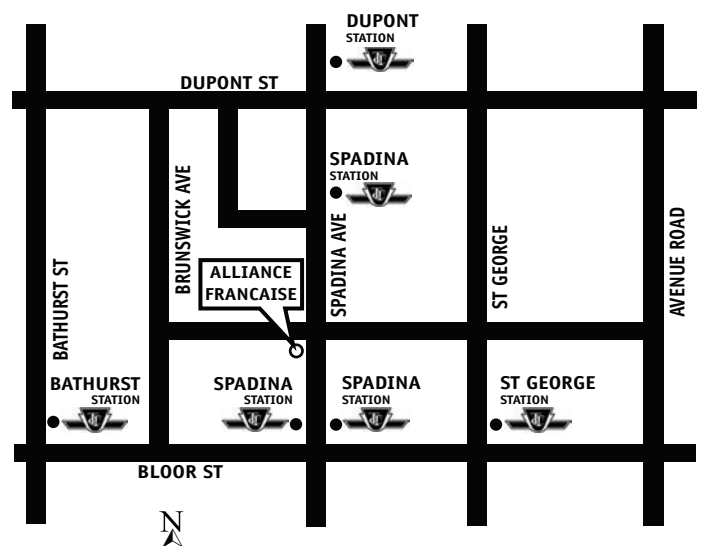 DUPONT
STATION
DUPONT ST
SPADINA
STATION
BRUNSWICK AVE
SPADINA AVE
ST GEORGE
AVENUE ROAD
BATHURST ST
ALLIANCE
FRANCAISE
BATHURST
STATION
SPADINA
STATION
SPADINA
STATION
ST GEORGE
STATION
BLOOR ST
N